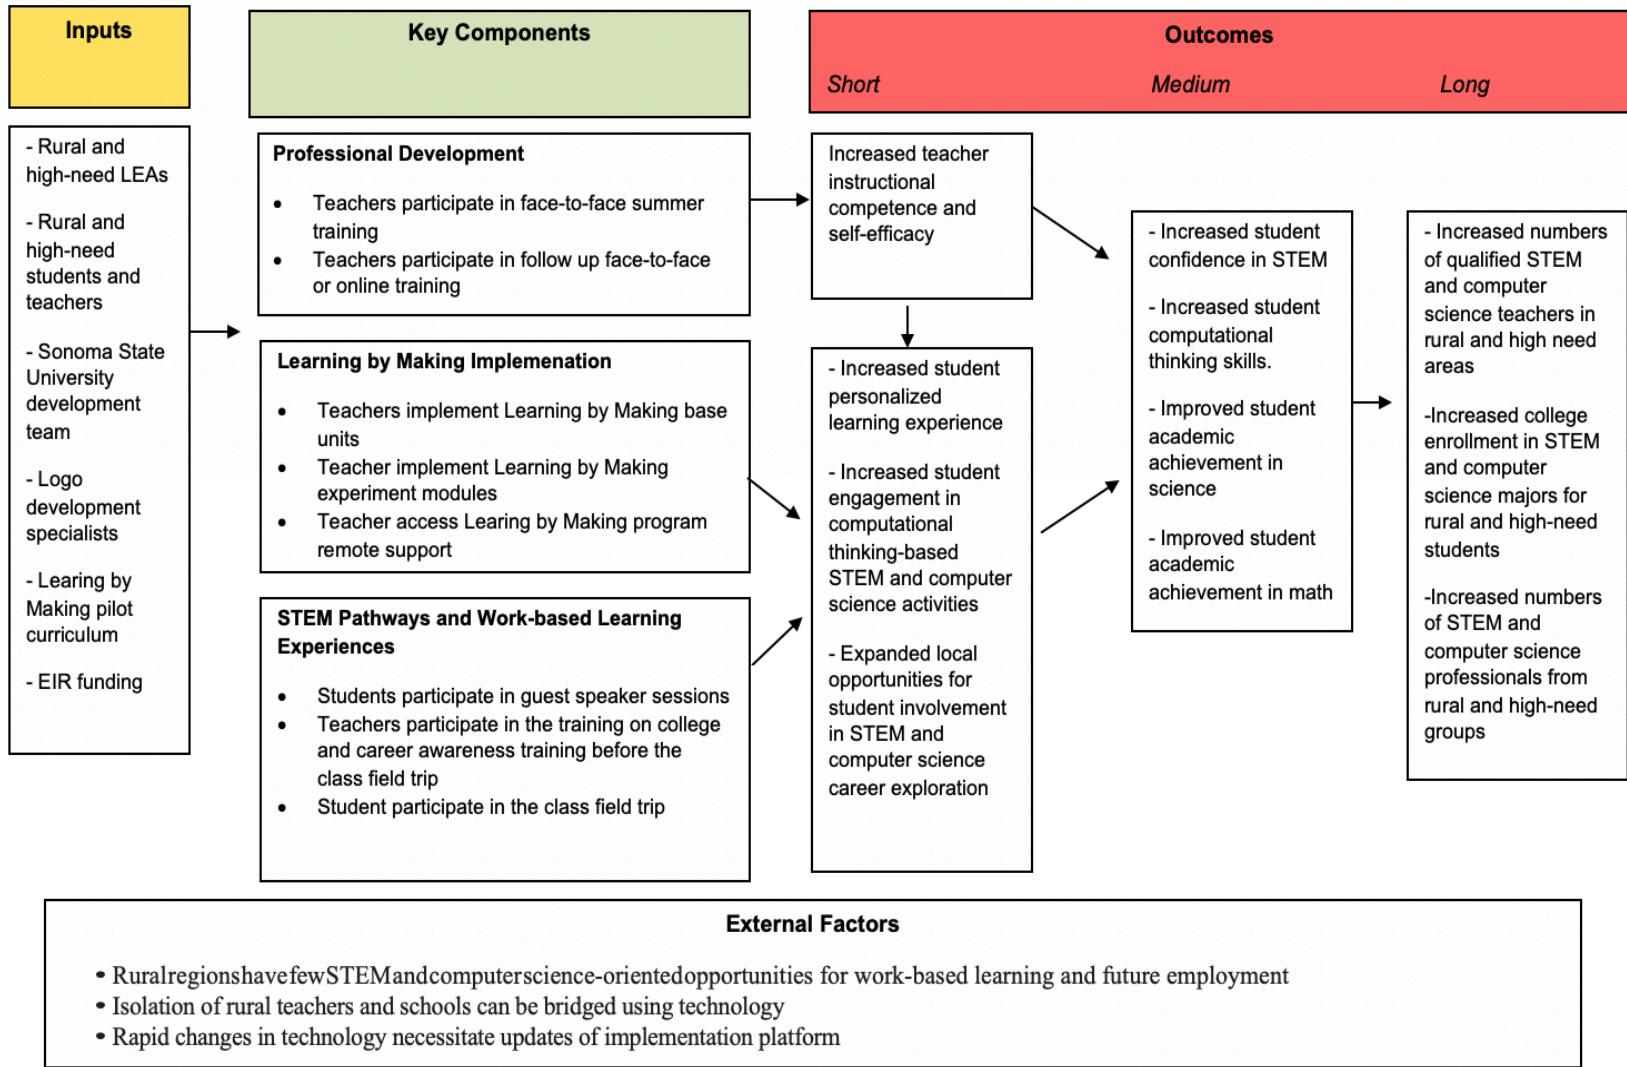 Inputs
Key Components
Outcomes
Short
Medium
Long
- Rural and
high-need LEAs
- Rural and
high-need
students and
teachers
- Sonoma State
University
development
team
- Logo
development
specialists
- Learing by
Making pilot
curriculum
- EIR funding
Professional Development
• Teachers participate in face-to-face summer
training
• Teachers participate in follow up face-to-face
or online training
Learning by Making Implemenation
• Teachers implement Learning by Making base
units
• Teacher implement Learning by Making
experiment modules
• Teacher access Learing by Making program
remote support
STEM Pathways and Work-based Learning
Experiences
• Students participate in guest speaker sessions
• Teachers participate in the training on college
and career awareness training before the
class field trip
• Student participate in the class field trip
Increased teacher
instructional
competence and
self-efficacy
- Increased student
personalized
learning experience
- Increased student
engagement in
computational
thinking-based
STEM and computer
science activities
- Expanded local
opportunities for
student involvement
in STEM and
computer science
career exploration
- Increased student
confidence in STEM
- Increased student
computational
thinking skills.
- Improved student
academic
achievement in
science
- Improved student
academic
achievement in math
- Increased numbers
of qualified STEM
and computer
science teachers in
rural and high need
areas
-Increased college
enrollment in STEM
and computer
science majors for
rural and high-need
students
-Increased numbers
of STEM and
computer science
professionals from
rural and high-need
groups
External Factors
• RuralregionshavefewSTEMandcomputerscience-orientedopportunities for work-based learning and future employment
• Isolation of rural teachers and schools can be bridged using technology
• Rapid changes in technology necessitate updates of implementation platform